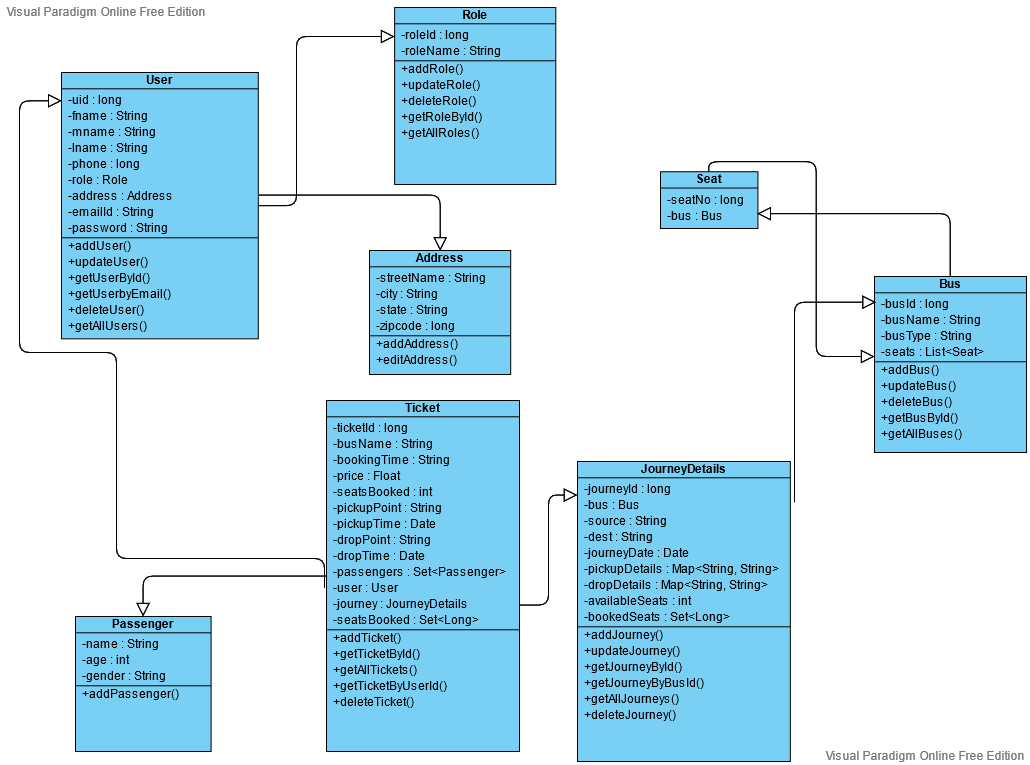 Visual Paradigm Online Free Edition
Role
-roleId : long
-roleName : String
+addRole()
+updateRole()
+deleteRole()
+getRoleById()
+getAllRoles()
User
-uid : long
-fname : String
-mname : String
-lname : String
-phone : long
-role : Role
-address : Address
-emailId : String
-password : String
+addUser()
+updateUser()
+getUserById()
+getUserbyEmail()
+deleteUser()
+getAllUsers()
Seat
-seatNo : long
-bus : Bus
Address
-streetName : String
-city : String
-state : String
-zipcode : long
+addAddress()
+editAddress()
Bus
-busId : long
-busName : String
-busType : String
-seats : List<Seat>
+addBus()
+updateBus()
+deleteBus()
+getBusById()
+getAllBuses()
Ticket
-ticketId : long
-busName : String
-bookingTime : String
-price : Float
-seatsBooked : int
-pickupPoint : String
-pickupTime : Date
-dropPoint : String
-dropTime : Date
-passengers : Set<Passenger>
-user : User
-journey : JourneyDetails
-seatsBooked : Set<Long>
+addTicket()
+getTicketById()
+getAllTickets()
+getTicketByUserId()
+deleteTicket()
JourneyDetails
-journeyId : long
-bus : Bus
-source : String
-dest : String
-journeyDate : Date
-pickupDetails : Map<String, String>
-dropDetails : Map<String, String>
-availableSeats : int
-bookedSeats : Set<Long>
+addJourney()
+updateJourney()
+getJourneyById()
+getJourneyByBusId()
+getAllJourneys()
+deleteJourney()
Passenger
-name : String
-age : int
-gender : String
+addPassenger()
Visual Paradigm Online Free Edition